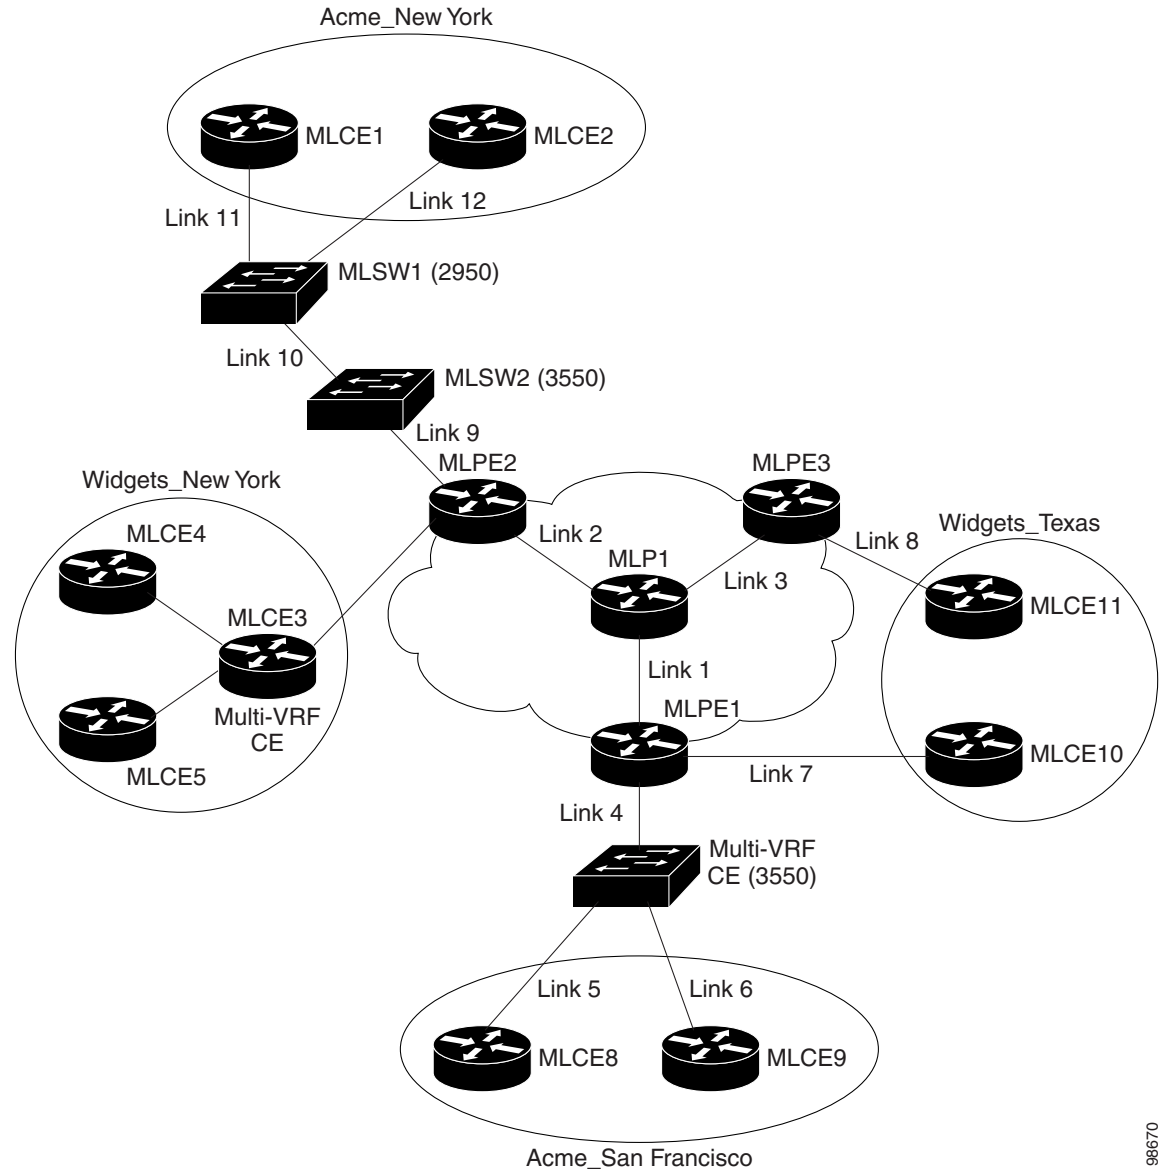 Acme_New York
MLCE1
MLCE2
Link 11
Link 12
MLSW1 (2950)
Link 10
MLSW2 (3550)
Link 9
MLPE2
MLPE3
Widgets_New York
Widgets_Texas
MLCE4
Link 2
Link 8
MLP1
Link 3
MLCE11
MLCE3
Link 1
Multi-VRF
CE
MLPE1
MLCE5
MLCE10
Link 7
Link 4
Multi-VRF
CE (3550)
Link 5
Link 6
MLCE8
MLCE9
Acme_San Francisco
98670